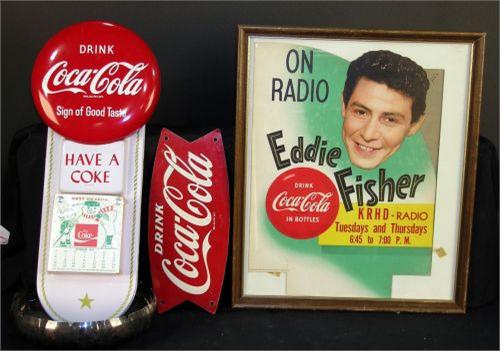 DRINK
Coca-Cola
Sign of Good Taste
HAVE A
COKE
Coke
DRINK
Coca-Cola
ON
RADIO
Eddie
Fisher
DRINK
Coca-Cola
IN BOTTLES
KRHD-RADIO
Tuesdays and Thursdays
6:45 to 7:00 P.M.